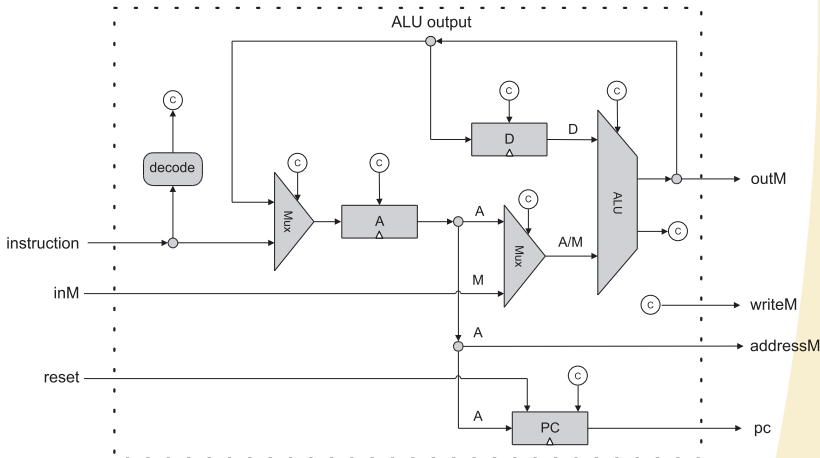 ALU output
C
C
C
decode
D
D
C
C
C
Mux
A
A
Mux
ALU
A/M
outM
C
instruction
inM
M
C
writeM
A
addressM
reset
C
A
PC
pc